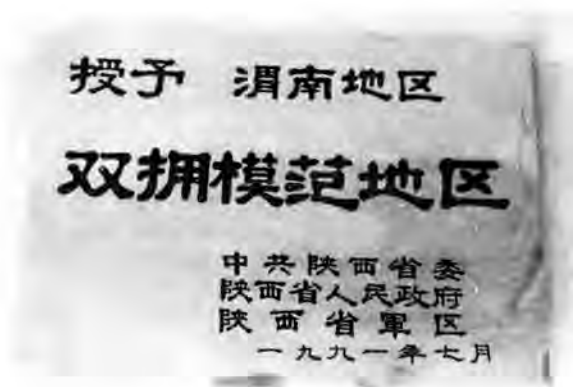 授予 渭南地区
双拥模范地区
中共陕西省委
陕西省人民政府
陕西省軍区
一九九一年七月